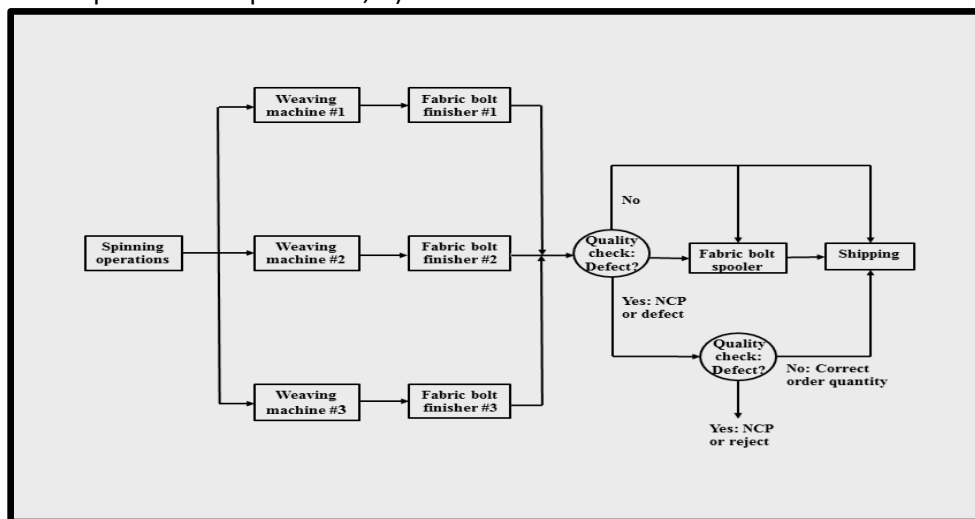 Weaving
machine #1
Fabric bolt
finisher #1
No
Spinning
operations
Weaving
machine #2
Fabric bolt
finisher #2
Quality
check:
Defect?
Fabric bolt
spooler
Shipping
Yes: NCP
or defect
Quality
check:
Defect?
No: Correct
order quantity
Weaving
machine #3
Fabric bolt
finisher #3
Yes: NCP
or reject